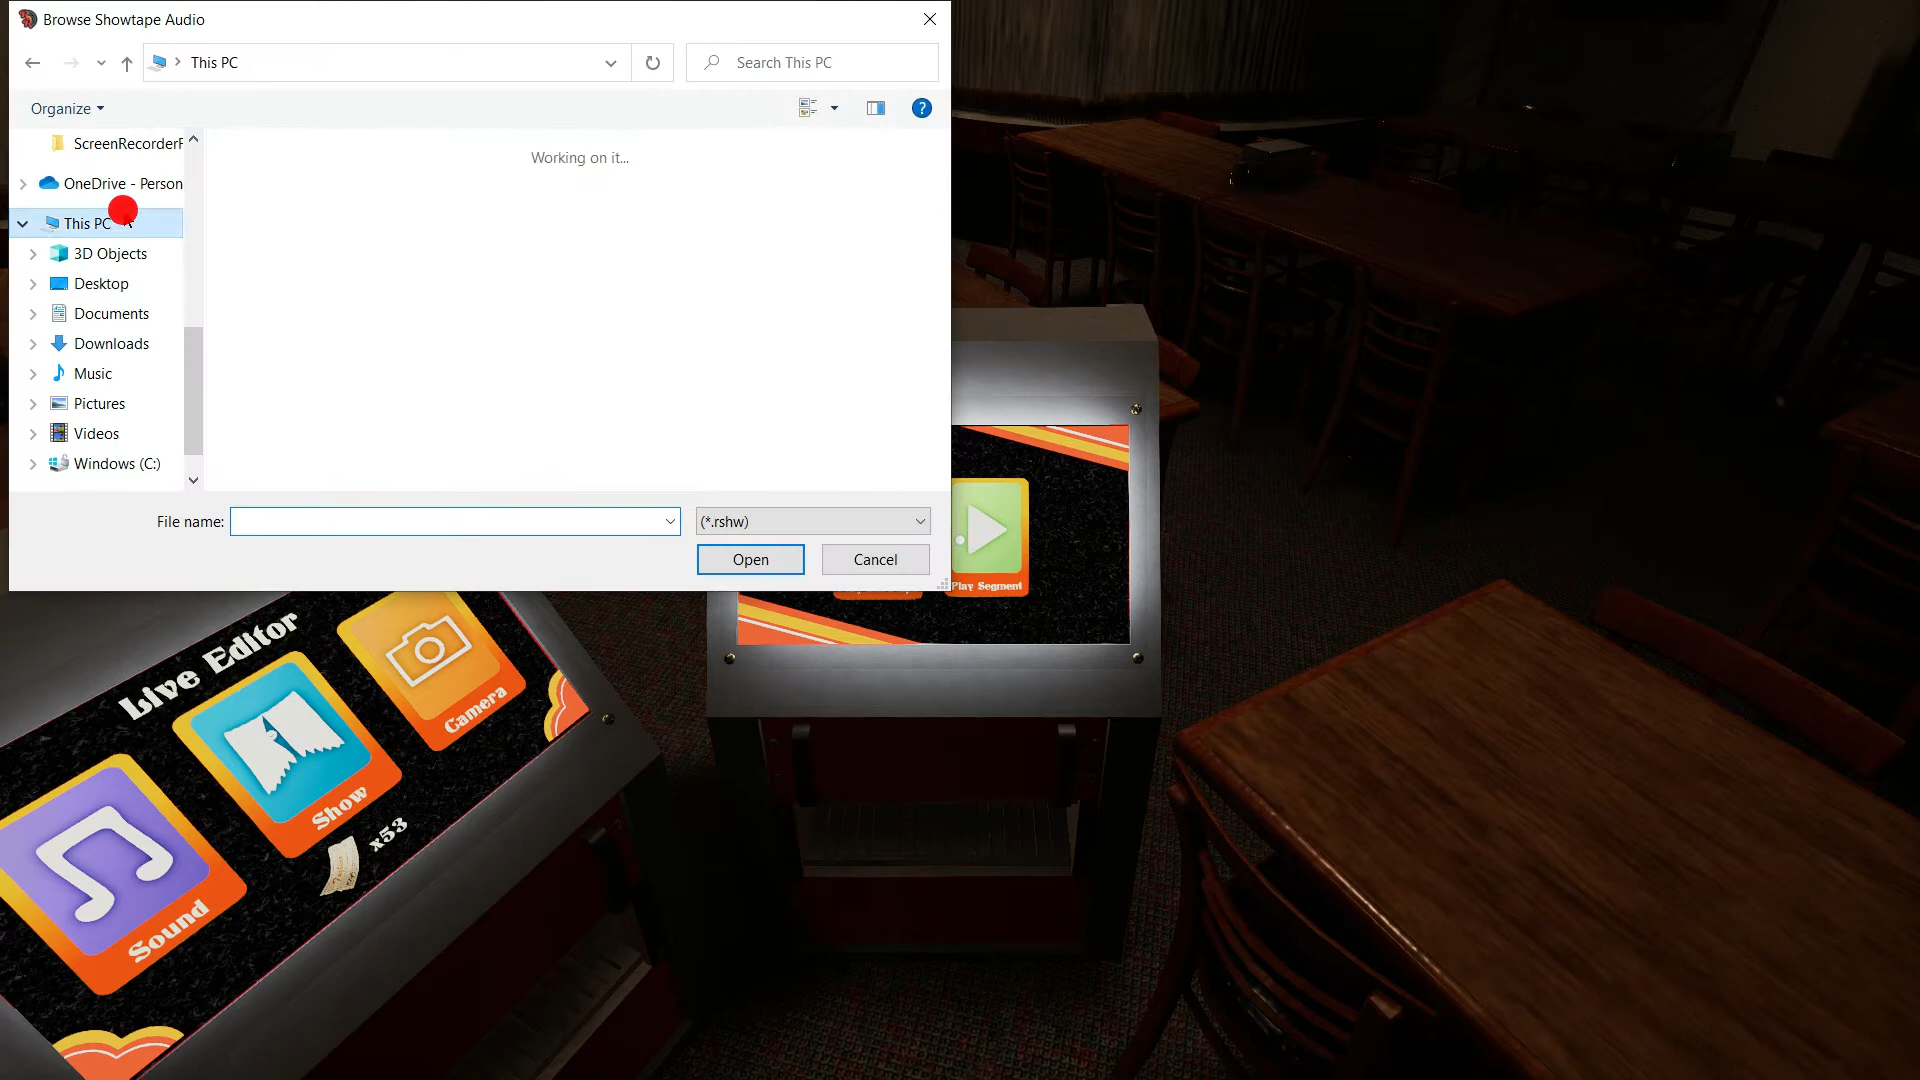 Browse Showtape Audio
This PC
Search This PC
Organize
?
Working on it...
ScreenRecorderF
OneDrive - Person
This PC
3D Objects
Desktop
Documents
Downloads
Music
Pictures
Videos
Windows (C:)
File name:
(*.rshw)
Open
Cancel
Play Segment
Live Editor
Camera
Show
x53
Sound